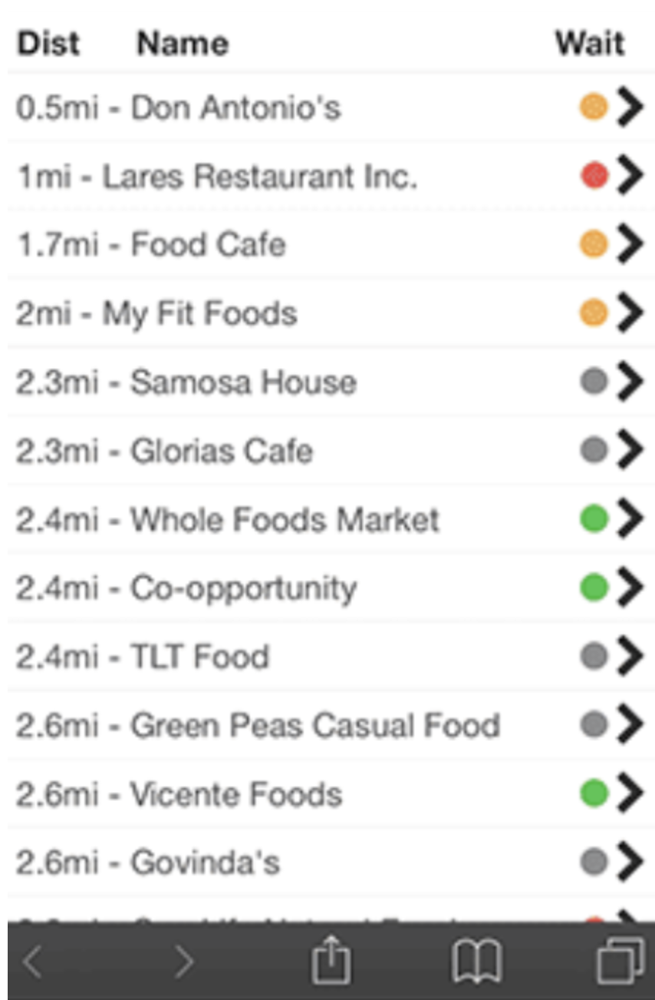 Dist Name Wait
0.5mi - Don Antonio's
1mi - Lares Restaurant Inc.
1.7mi - Food Cafe
2mi - My Fit Foods
2.3mi - Samosa House
2.3mi - Glorias Cafe
2.4mi - Whole Foods Market
2.4mi - Co-opportunity
2.4mi - TLT Food
2.6mi - Green Peas Casual Food
2.6mi - Vicente Foods
2.6mi - Govinda's